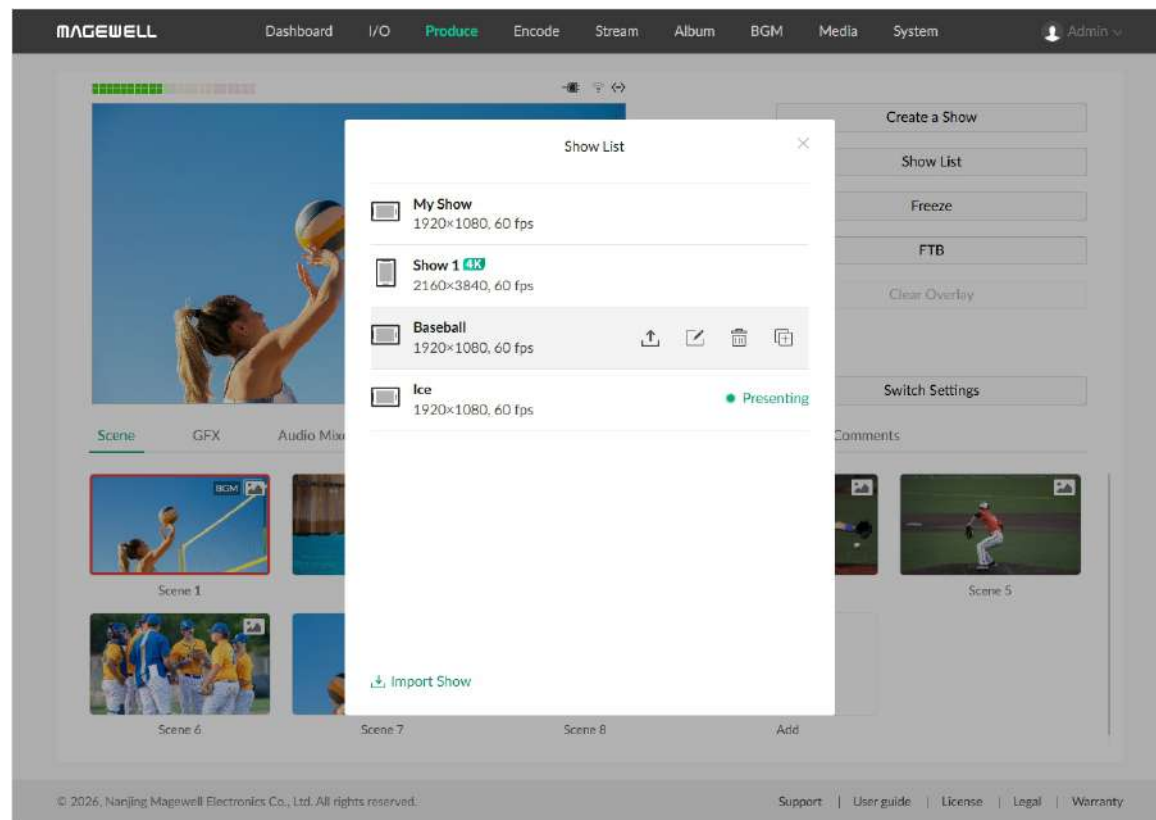 MAGEWELL
Dashboard I/O Produce Encode Stream Album BGM Media System Admin
Create a Show
Show List
Show List
Freeze
My Show
1920×1080, 60 fps
FTB
Show 1 4K
2160×3840, 60 fps
Clear Overlay
Baseball
1920×1080, 60 fps
Ice
1920×1080, 60 fps
Presenting
Switch Settings
Scene GFX Audio Comments
BGM
Scene 1 Scene 5
Import Show
Scene 6 Scene 7 Scene 8 Add
© 2026, Nanjing Magewell Electronics Co., Ltd. All rights reserved.
Support | User guide | License | Legal | Warranty